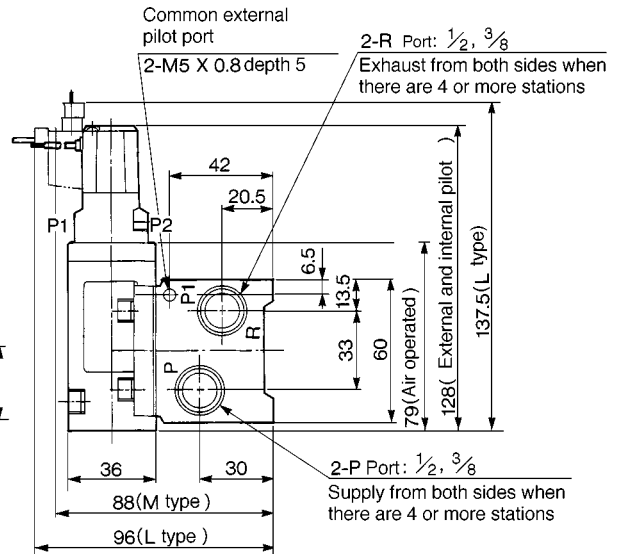 Common external
pilot port
2-M5 X 0.8 depth 5
2-R Port: 1/2, 3/8
Exhaust from both sides when
there are 4 or more stations
42
20.5
P1
P2
6.5
13.5
P1
R
P
33
60
79(Air operated)
128( External and internal pilot )
137.5(L type)
36
30
88(M type )
96(L type )
2-P Port: 1/2, 3/8
Supply from both sides when
there are 4 or more stations